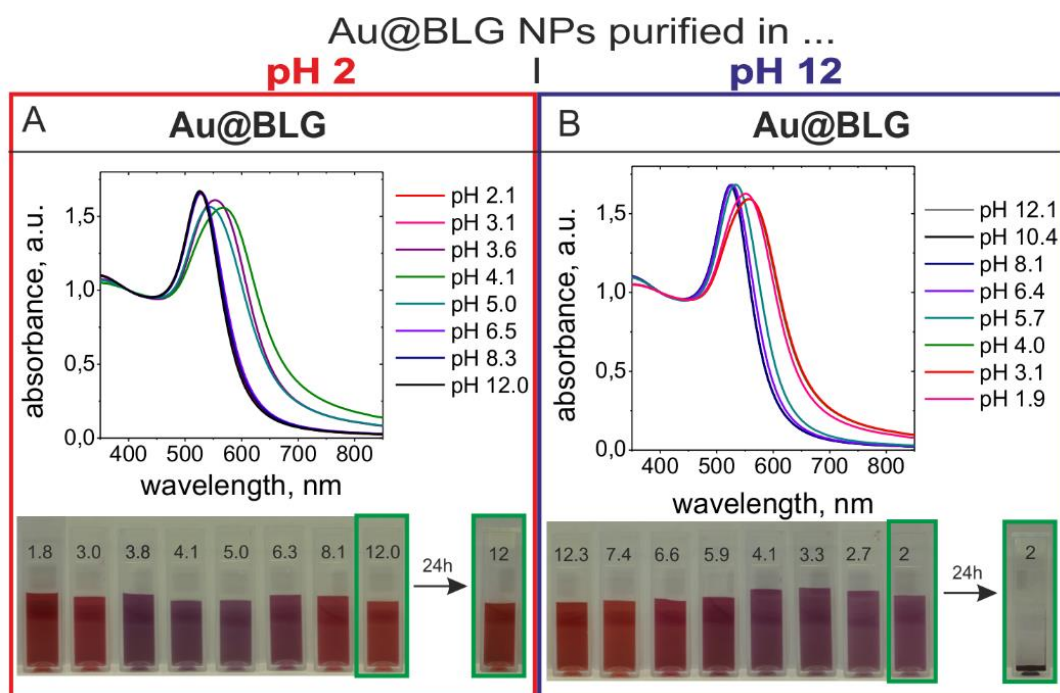 Au@BLG NPs purified in ...
pH 2 | pH 12
A Au@BLG
absorbance, a.u.
1,5
1,0
0,5
0,0
400 500 600 700 800
wavelength, nm
pH 2.1
pH 3.1
pH 3.6
pH 4.1
pH 5.0
pH 6.5
pH 8.3
pH 12.0
1.8 3.0 3.8 4.1 5.0 6.3 8.1 12.0 24h 12
B Au@BLG
absorbance, a.u.
1,5
1,0
0,5
0,0
400 500 600 700 800
wavelength, nm
pH 12.1
pH 10.4
pH 8.1
pH 6.4
pH 5.7
pH 4.0
pH 3.1
pH 1.9
12.3 7.4 6.6 5.9 4.1 3.3 2.7 2 24h 2